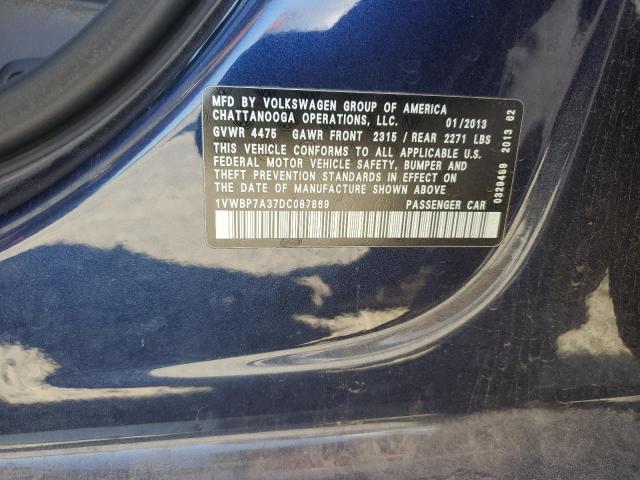 MFD BY VOLKSWAGEN GROUP OF AMERICA
CHATTANOOGA OPERATIONS, LLC. 01/2013
GVWR 4475 GAWR FRONT 2315 / REAR 2271 LBS
THIS VEHICLE CONFORMS TO ALL APPLICABLE U.S.
FEDERAL MOTOR VEHICLE SAFETY, BUMPER AND
THEFT PREVENTION STANDARDS IN EFFECT ON
THE DATE OF MANUFACTURE SHOWN ABOVE.
1VWBP7A37DC087869 PASSENGER CAR
0329489 2013 62